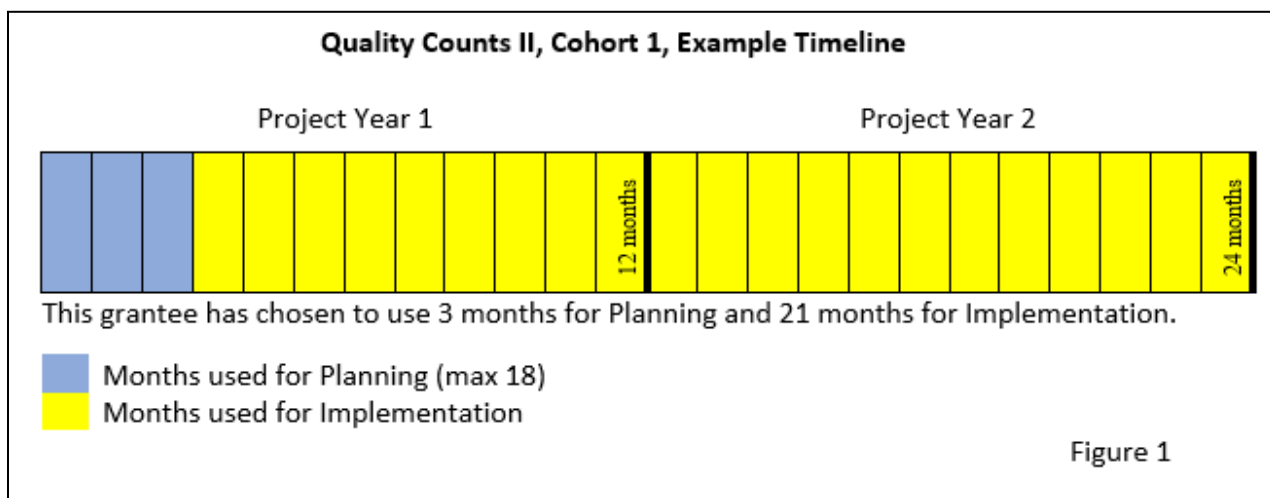 Quality Counts II, Cohort 1, Example Timeline
Project Year 1
Project Year 2
12 months
24 months
This grantee has chosen to use 3 months for Planning and 21 months for Implementation.
Months used for Planning (max 18)
Months used for Implementation
Figure 1